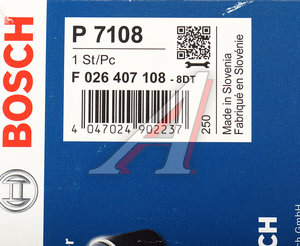 BOSCH
P 7108
1 St/Pc
F 026 407 108 - 8DT
4 047024 902237
250
Made in Slovenia
Fabriqué en Slovénie